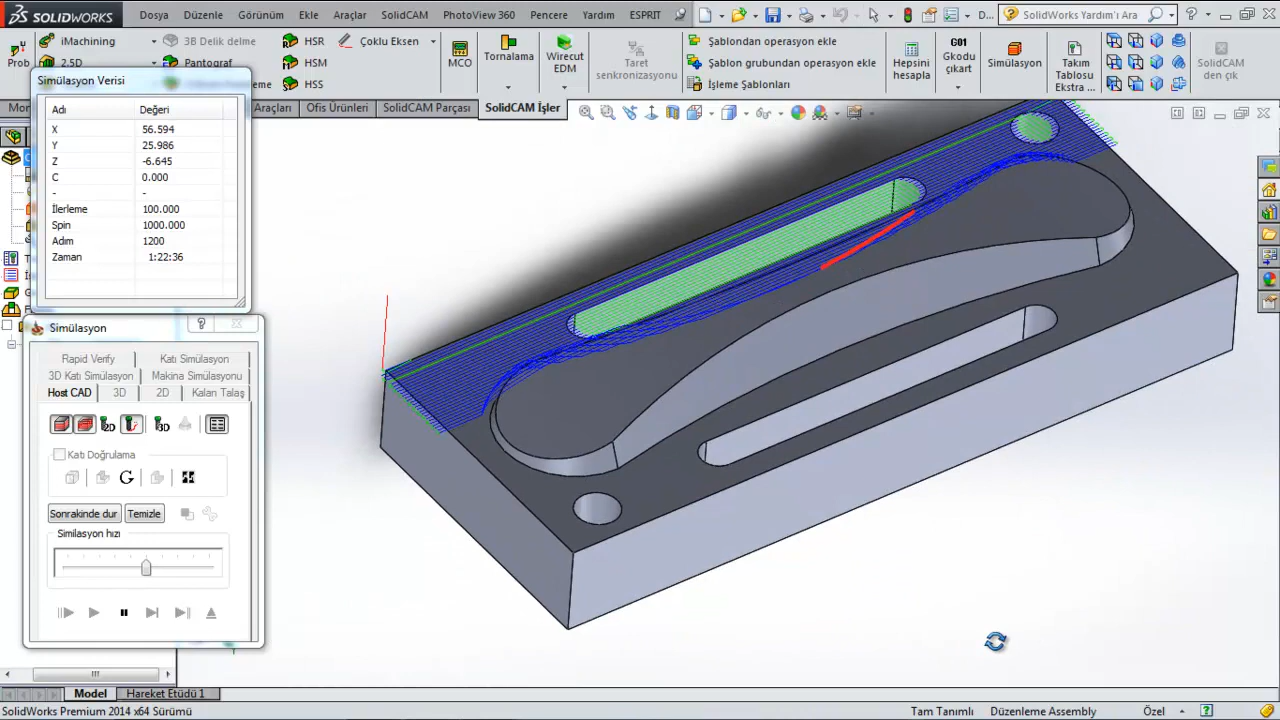 SOLIDWORKS
Dosya Düzenle Görünüm Ekle Araçlar SolidCAM PhotoView 360 Pencere Yardım ESPRIT
D...
SolidWorks Yardım'ı Ara
Prob
iMachining
2.5D
3B Delik delme
Pantograf
HSR
HSM
HSS
Çoklu Eksen
MCO
Tornalama
Wirecut
EDM
Taret
senkronizasyonu
Şablondan operasyon ekle
Şablon grubundan operasyon ekle
İşleme Şablonları
Hepsini
hesapla
G01
Gkodu
çıkart
Simülasyon
Takım
Tablosu
Ekstra ...
SolidCAM
den çık
Araçları Ofis Ürünleri SolidCAM Parçası SolidCAM İşler
Simülasyon Verisi
Adı Değeri
X 56.594
Y 25.986
Z -6.645
C 0.000
- -
İlerleme 100.000
Spin 1000.000
Adım 1200
Zaman 1:22:36
Simülasyon
Rapid Verify Katı Simülasyon
3D Katı Simülasyon Makina Simülasyonu
Host CAD 3D 2D Kalan Talaş
2D
3D
Katı Doğrulama
Sonrakinde dur Temizle
Similasyon hızı
Model Hareket Etüdü 1
SolidWorks Premium 2014 x64 Sürümü
Tam Tanımlı Düzenleme Assembly Özel